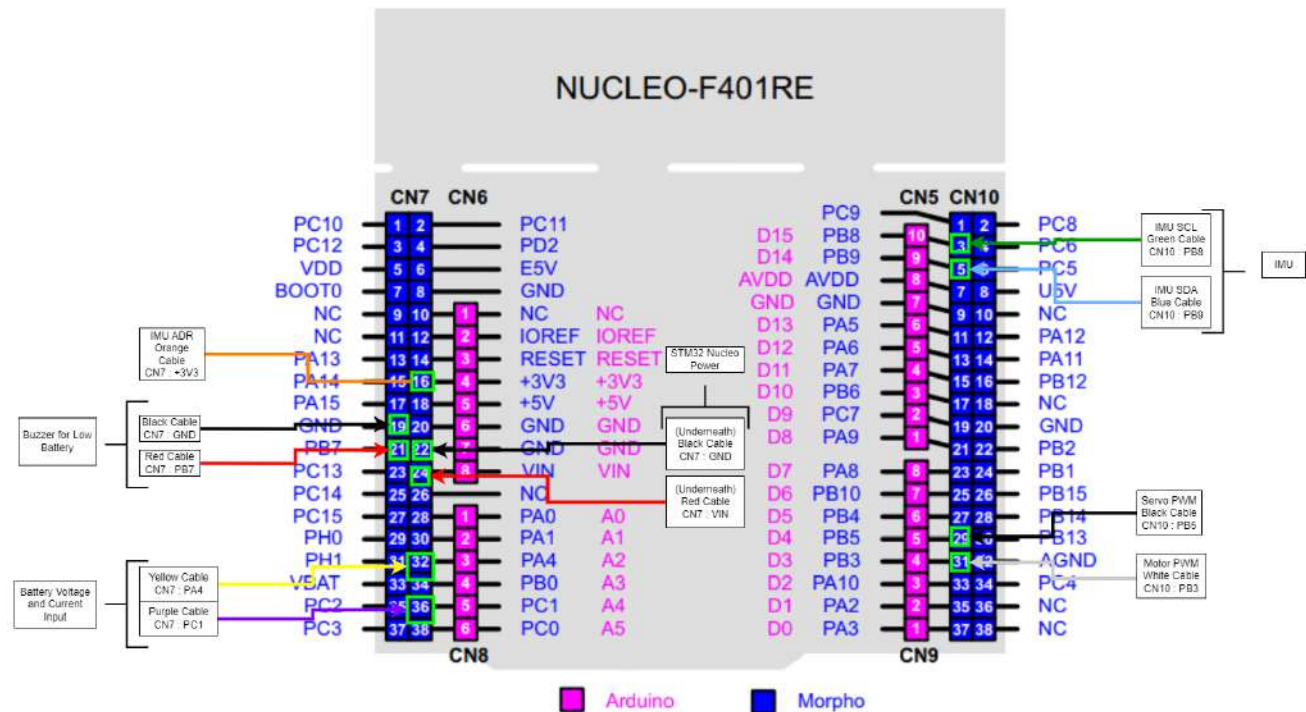 NUCLEO-F401RE
CN7 CN6
CN5 CN10
PC10 1 2 PC11
PC12 3 4 PD2
VDD 5 6 E5V
BOOT0 7 8 GND
NC 9 10 1 NC NC
NC 11 12 2 IOREF IOREF
PA13 13 14 3 RESET RESET
PA14 15 16 4 +3V3 +3V3
PA15 17 18 5 +5V +5V
GND 19 20 6 GND GND
PB7 21 22 7 GND GND
PC13 23 24 8 VIN VIN
PC14 25 26 NC
PC15 27 28 1 PA0 A0
PH0 29 30 2 PA1 A1
PH1 31 32 3 PA4 A2
VBAT 33 34 4 PB0 A3
PC2 35 36 5 PC1 A4
PC3 37 38 6 PC0 A5
CN8
PC9 1 2 PC8
D15 PB8 10 3 4 PC6
D14 PB9 9 5 PC5
AVDD AVDD 8 7 8 U5V
GND GND 7 9 10 NC
D13 PA5 6 11 12 PA12
D12 PA6 5 13 14 PA11
D11 PA7 4 15 16 PB12
D10 PB6 3 17 18 NC
D9 PC7 2 19 20 GND
D8 PA9 1 21 22 PB2
D7 PA8 8 23 24 PB1
D6 PB10 7 25 26 PB15
D5 PB4 6 27 28 PB14
D4 PB5 5 29 30 PB13
D3 PB3 4 31 32 AGND
D2 PA10 3 33 34 PC4
D1 PA2 2 35 36 NC
D0 PA3 1 37 38 NC
CN9
IMU ADR
Orange
Cable
CN7 : +3V3
Buzzer for Low
Battery
Black Cable
CN7 : GND
Red Cable
CN7 : PB7
Battery Voltage
and Current
Input
Yellow Cable
CN7 : PA4
Purple Cable
CN7 : PC1
STM32 Nucleo
Power
(Underneath)
Black Cable
CN7 : GND
(Underneath)
Red Cable
CN7 : VIN
IMU SCL
Green Cable
CN10 : PB8
IMU SDA
Blue Cable
CN10 : PB9
IMU
Servo PWM
Black Cable
CN10 : PB5
Motor PWM
White Cable
CN10 : PB3
Arduino
Morpho